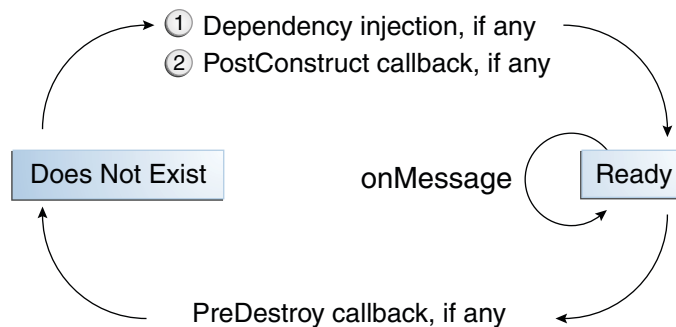 1 Dependency injection, if any
2 PostConstruct callback, if any
Does Not Exist
onMessage
Ready
PreDestroy callback, if any